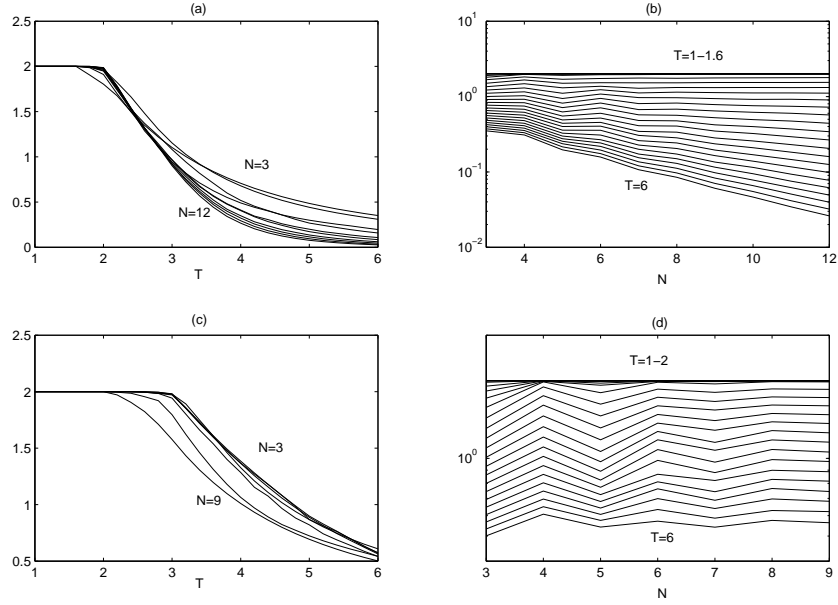 (a)
2.5
2
1.5
1
0.5
0
N=3
N=12
1 2 3 4 5 6
T
(b)
10^1
10^0
10^-1
10^-2
T=1-1.6
T=6
4 6 8 10 12
N
(c)
2.5
2
1.5
1
0.5
N=3
N=9
1 2 3 4 5 6
T
(d)
10^0
T=1-2
T=6
3 4 5 6 7 8 9
N